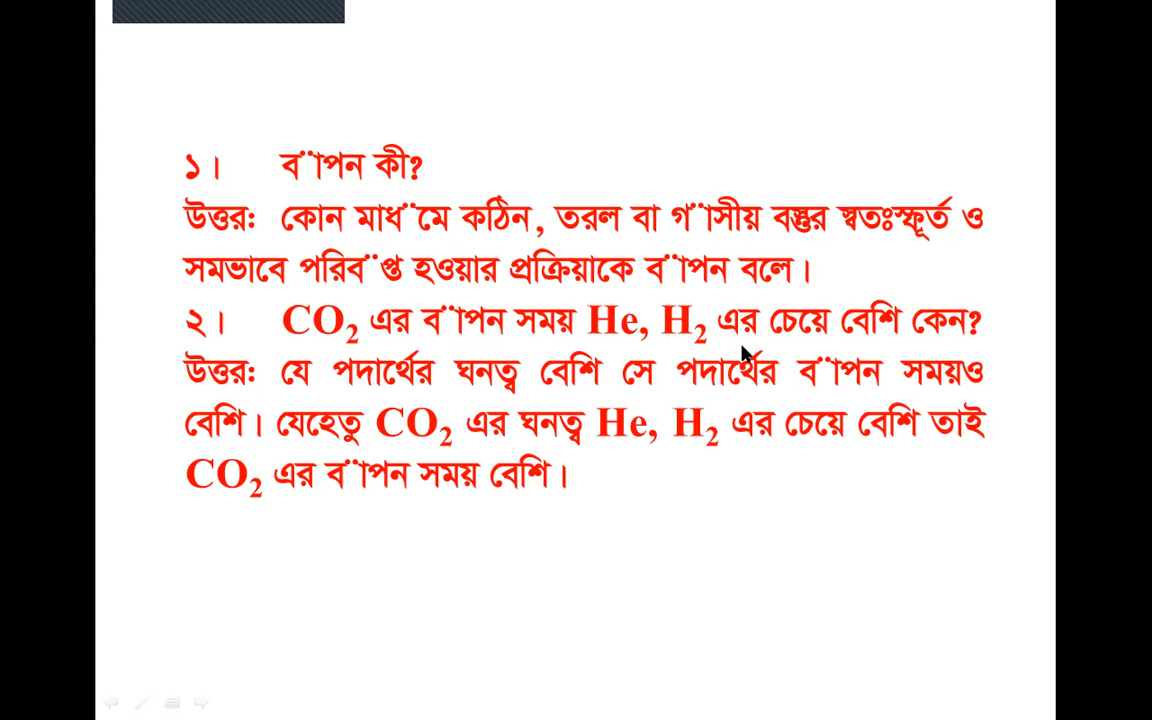 ১। ব্যাপন কী?
উত্তরঃ কোন মাধ্যমে কঠিন, তরল বা গ্যাসীয় বস্তুর স্বতঃস্ফূর্ত ও
সমভাবে পরিব্যপ্ত হওয়ার প্রক্রিয়াকে ব্যাপন বলে।
২। CO₂ এর ব্যাপন সময় He, H₂ এর চেয়ে বেশি কেন?
উত্তরঃ যে পদার্থের ঘনত্ব বেশি সে পদার্থের ব্যাপন সময়ও
বেশি। যেহেতু CO₂ এর ঘনত্ব He, H₂ এর চেয়ে বেশি তাই
CO₂ এর ব্যাপন সময় বেশি।